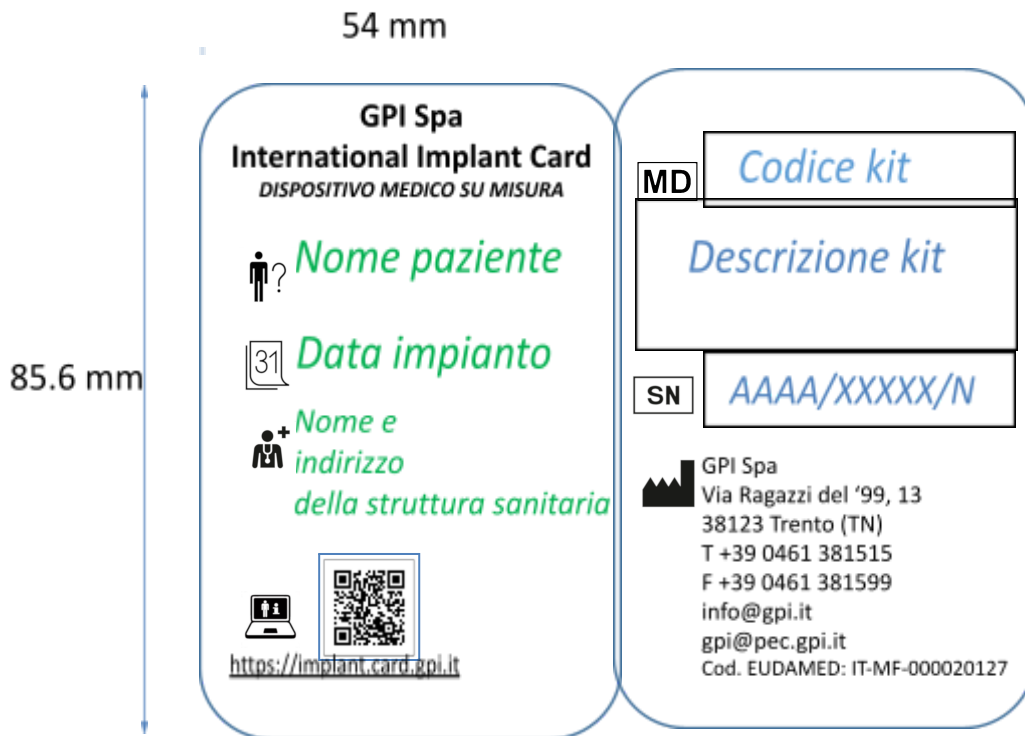 54 mm
85.6 mm
GPI Spa
International Implant Card
DISPOSITIVO MEDICO SU MISURA
?
Nome paziente
31
Data impianto
Nome e
indirizzo
della struttura sanitaria
https://implant.card.gpi.it
MD
Codice kit
Descrizione kit
SN
AAAA/XXXXX/N
GPI Spa
Via Ragazzi del ‘99, 13
38123 Trento (TN)
T +39 0461 381515
F +39 0461 381599
info@gpi.it
gpi@pec.gpi.it
Cod. EUDAMED: IT-MF-000020127